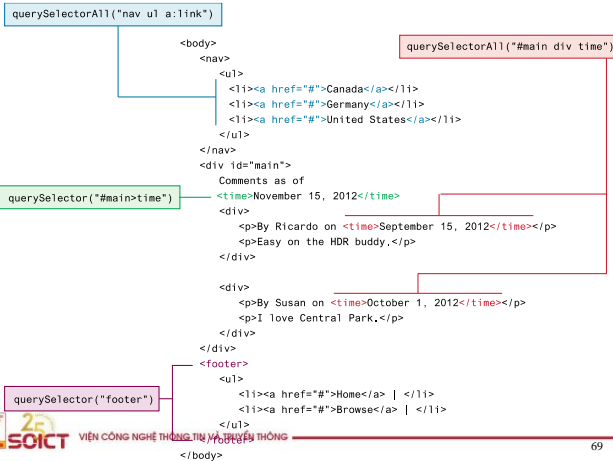 querySelectorAll("nav ul a:link")
<body>
querySelectorAll("#main div time")
<nav>
<ul>
<li><a href="#">Canada</a></li>
<li><a href="#">Germany</a></li>
<li><a href="#">United States</a></li>
</ul>
</nav>
<div id="main">
Comments as of
querySelector("#main>time")
<time>November 15, 2012</time>
<div>
<p>By Ricardo on <time>September 15, 2012</time></p>
<p>Easy on the HDR buddy.</p>
</div>
<div>
<p>By Susan on <time>October 1, 2012</time></p>
<p>I love Central Park.</p>
</div>
</div>
<footer>
<ul>
querySelector("footer")
<li><a href="#">Home</a> | </li>
<li><a href="#">Browse</a> | </li>
</ul>
25
SOICT
VIỆN CÔNG NGHỆ THÔNG TIN VÀ TRUYỀN THÔNG
</footer>
69
</body>